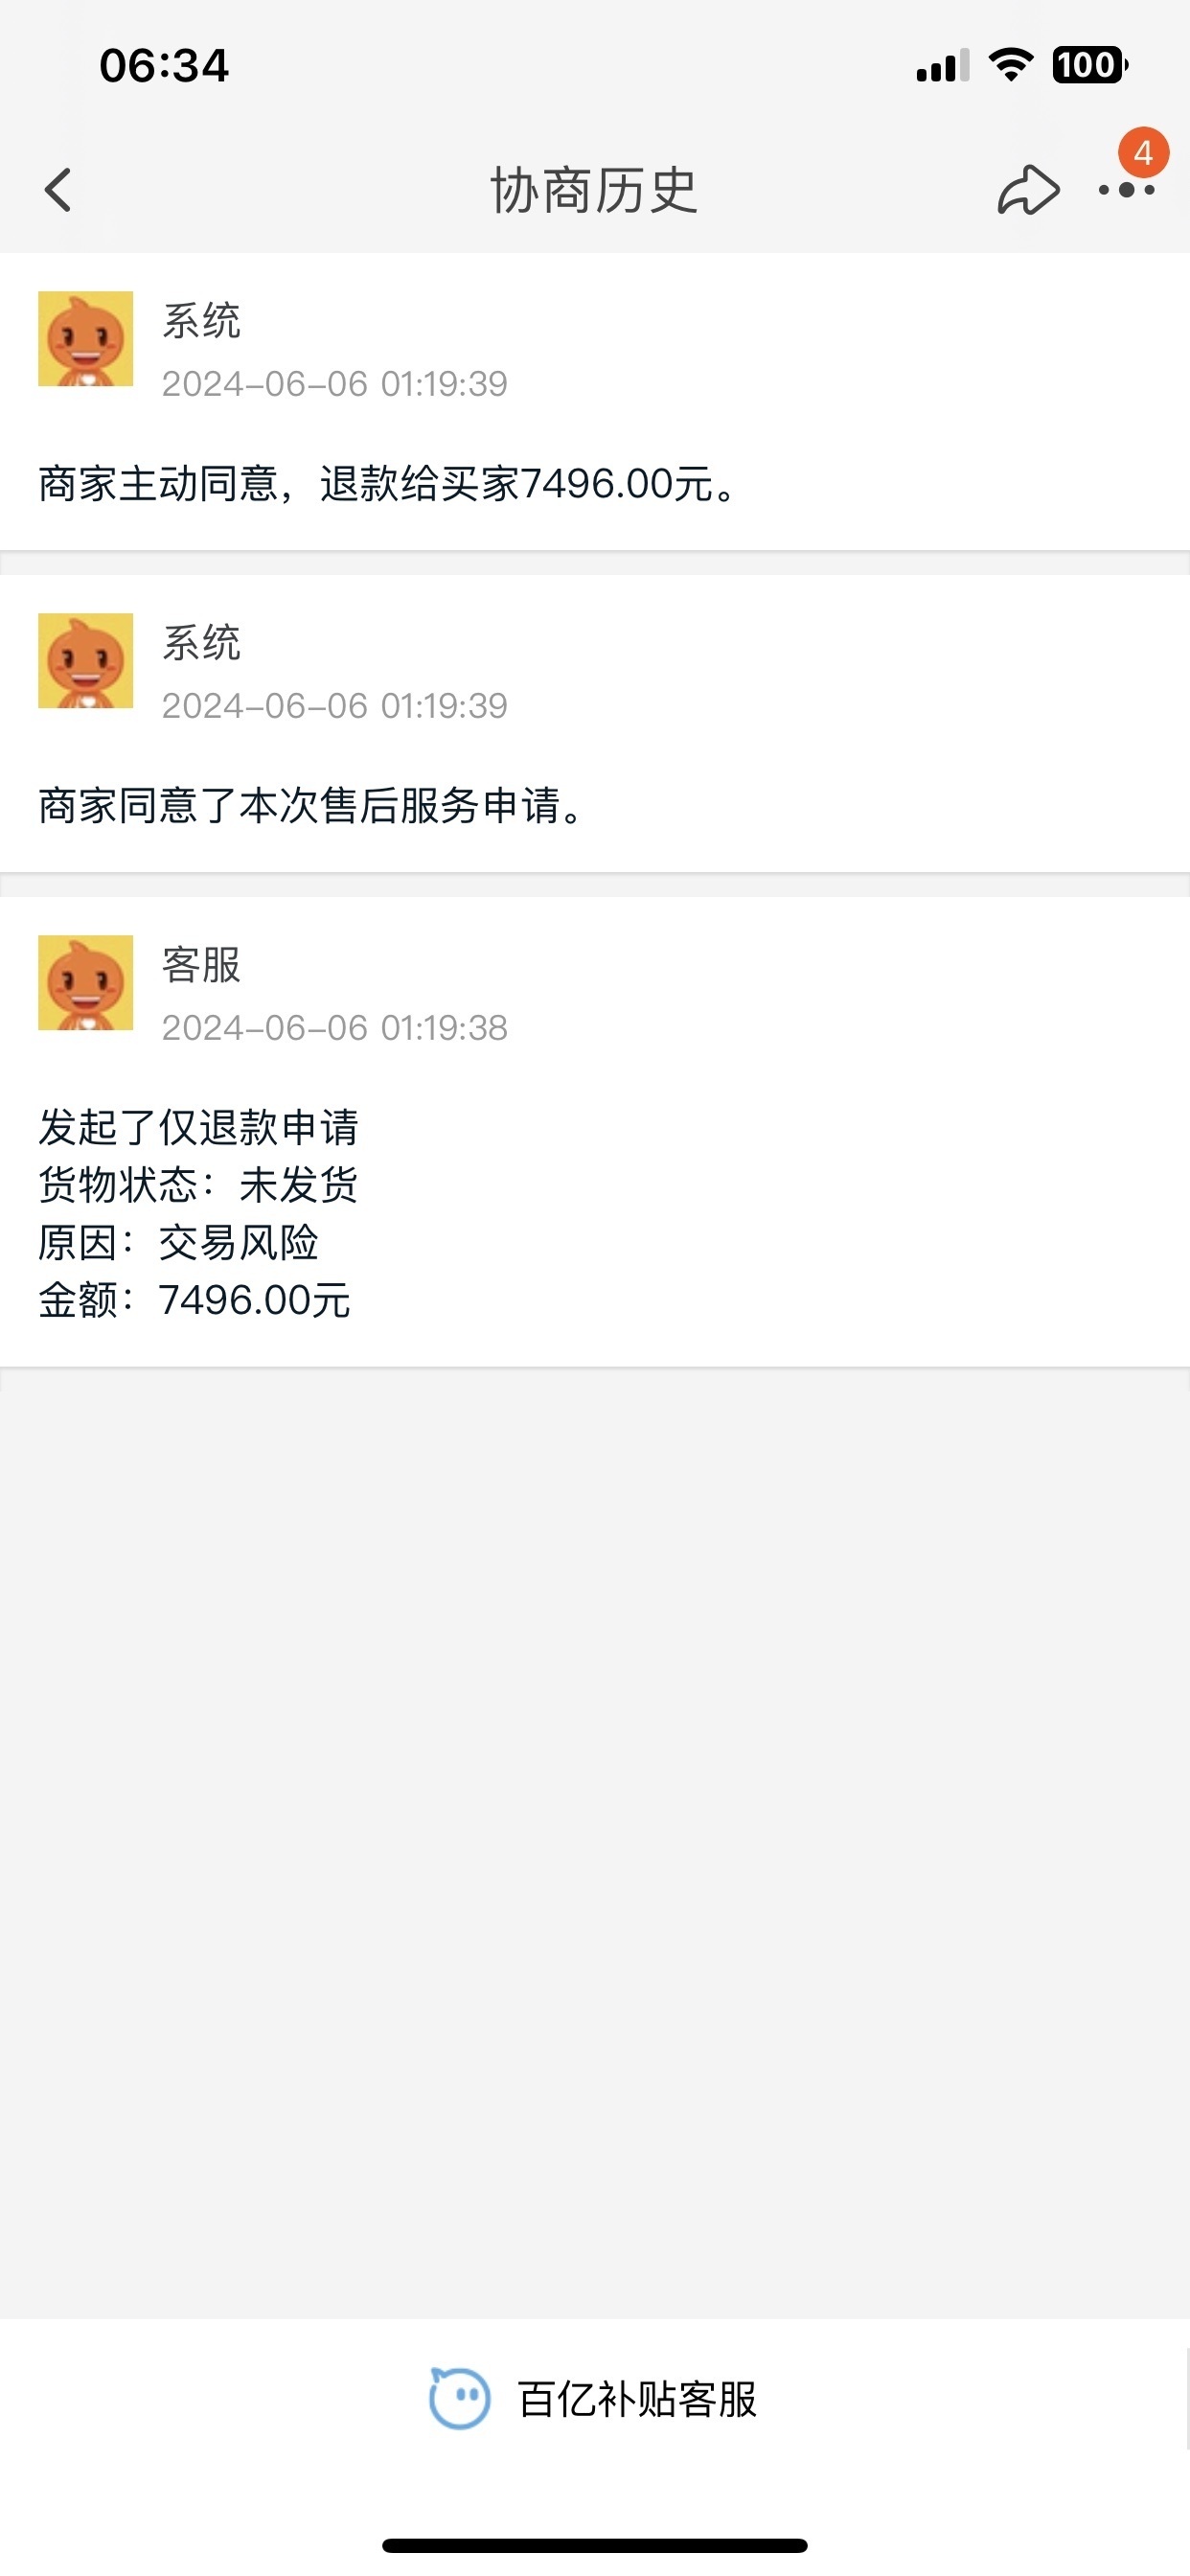 06:34
100
协商历史
4
系统
2024-06-06 01:19:39
商家主动同意，退款给买家7496.00元。
系统
2024-06-06 01:19:39
商家同意了本次售后服务申请。
客服
2024-06-06 01:19:38
发起了仅退款申请
货物状态：未发货
原因：交易风险
金额：7496.00元
百亿补贴客服